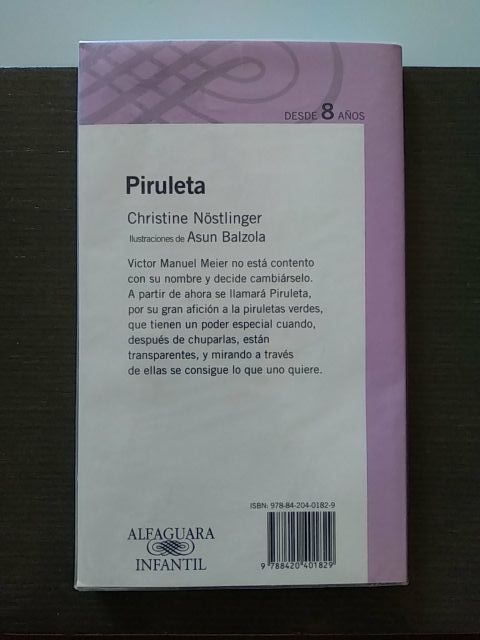 DESDE 8 AÑOS
Piruleta
Christine Nöstlinger
Ilustraciones de Asun Balzola
Victor Manuel Meier no está contento
con su nombre y decide cambiárselo.
A partir de ahora se llamará Piruleta,
por su gran afición a la piruletas verdes,
que tienen un poder especial cuando,
después de chuparlas, están
transparentes, y mirando a través
de ellas se consigue lo que uno quiere.
ISBN: 978-84-204-0182-9
ALFAGUARA
INFANTIL
9 788420 401829